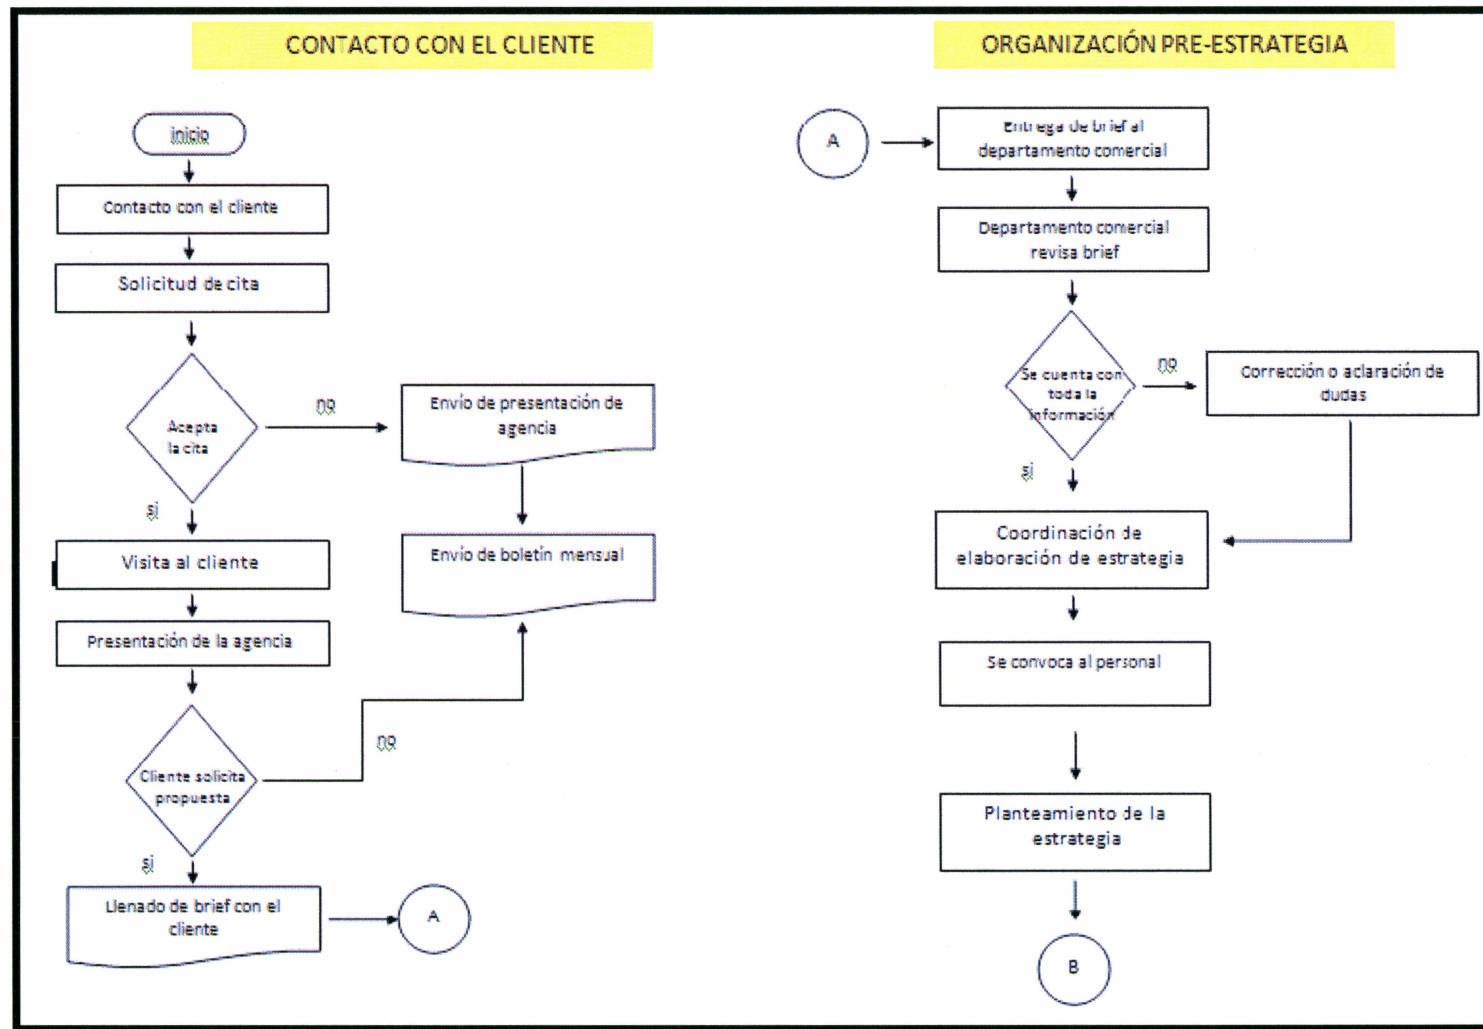 CONTACTO CON EL CLIENTE
inicio
Contacto con el cliente
Solicitud de cita
Acepta
la cita
no
Envío de presentación de
agencia
si
Visita al cliente
Envío de boletín mensual
Presentación de la agencia
no
Cliente solicita
propuesta
si
Llenado de brief con el
cliente
A
ORGANIZACIÓN PRE-ESTRATEGIA
A
Entrega de brief al
departamento comercial
Departamento comercial
revisa brief
Se cuenta con
toda la
información
no
Corrección o aclaración de
dudas
si
Coordinación de
elaboración de estrategia
Se convoca al personal
Planteamiento de la
estrategia
B